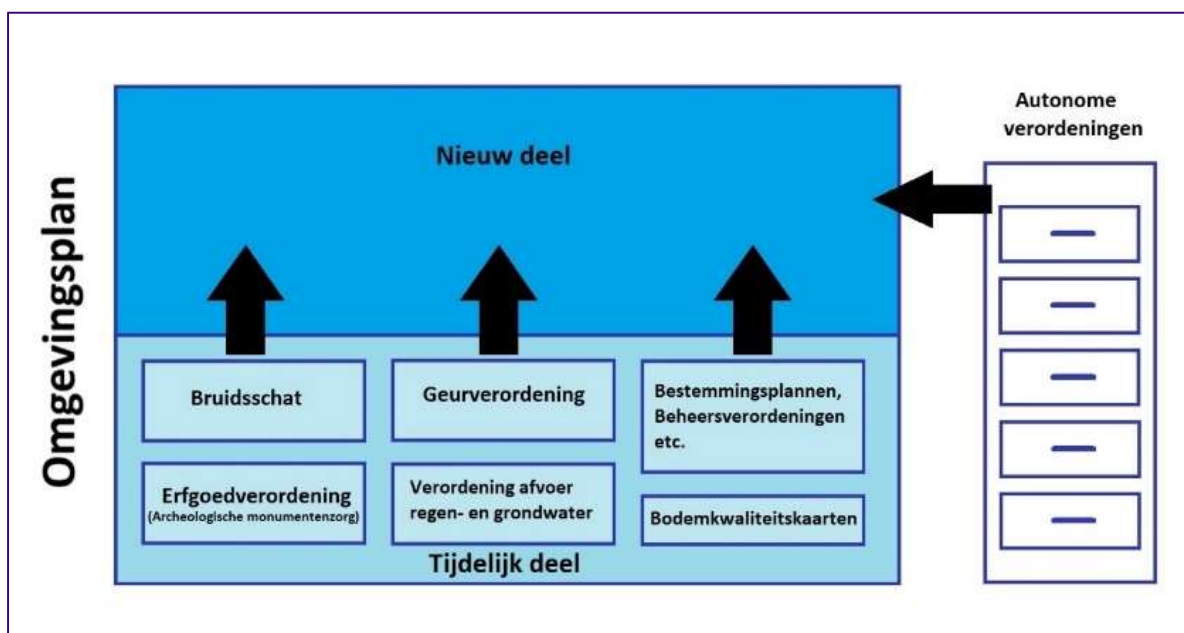 Omgevingsplan
Nieuw deel
Autonome
verordeningen
Bruidsschat
Geurverordening
Bestemmingsplannen,
Beheersverordeningen
etc.
Erfgoedverordening
(Archeologische monumentenzorg)
Verordening afvoer
regen- en grondwater
Bodemkwaliteitskaarten
Tijdelijk deel